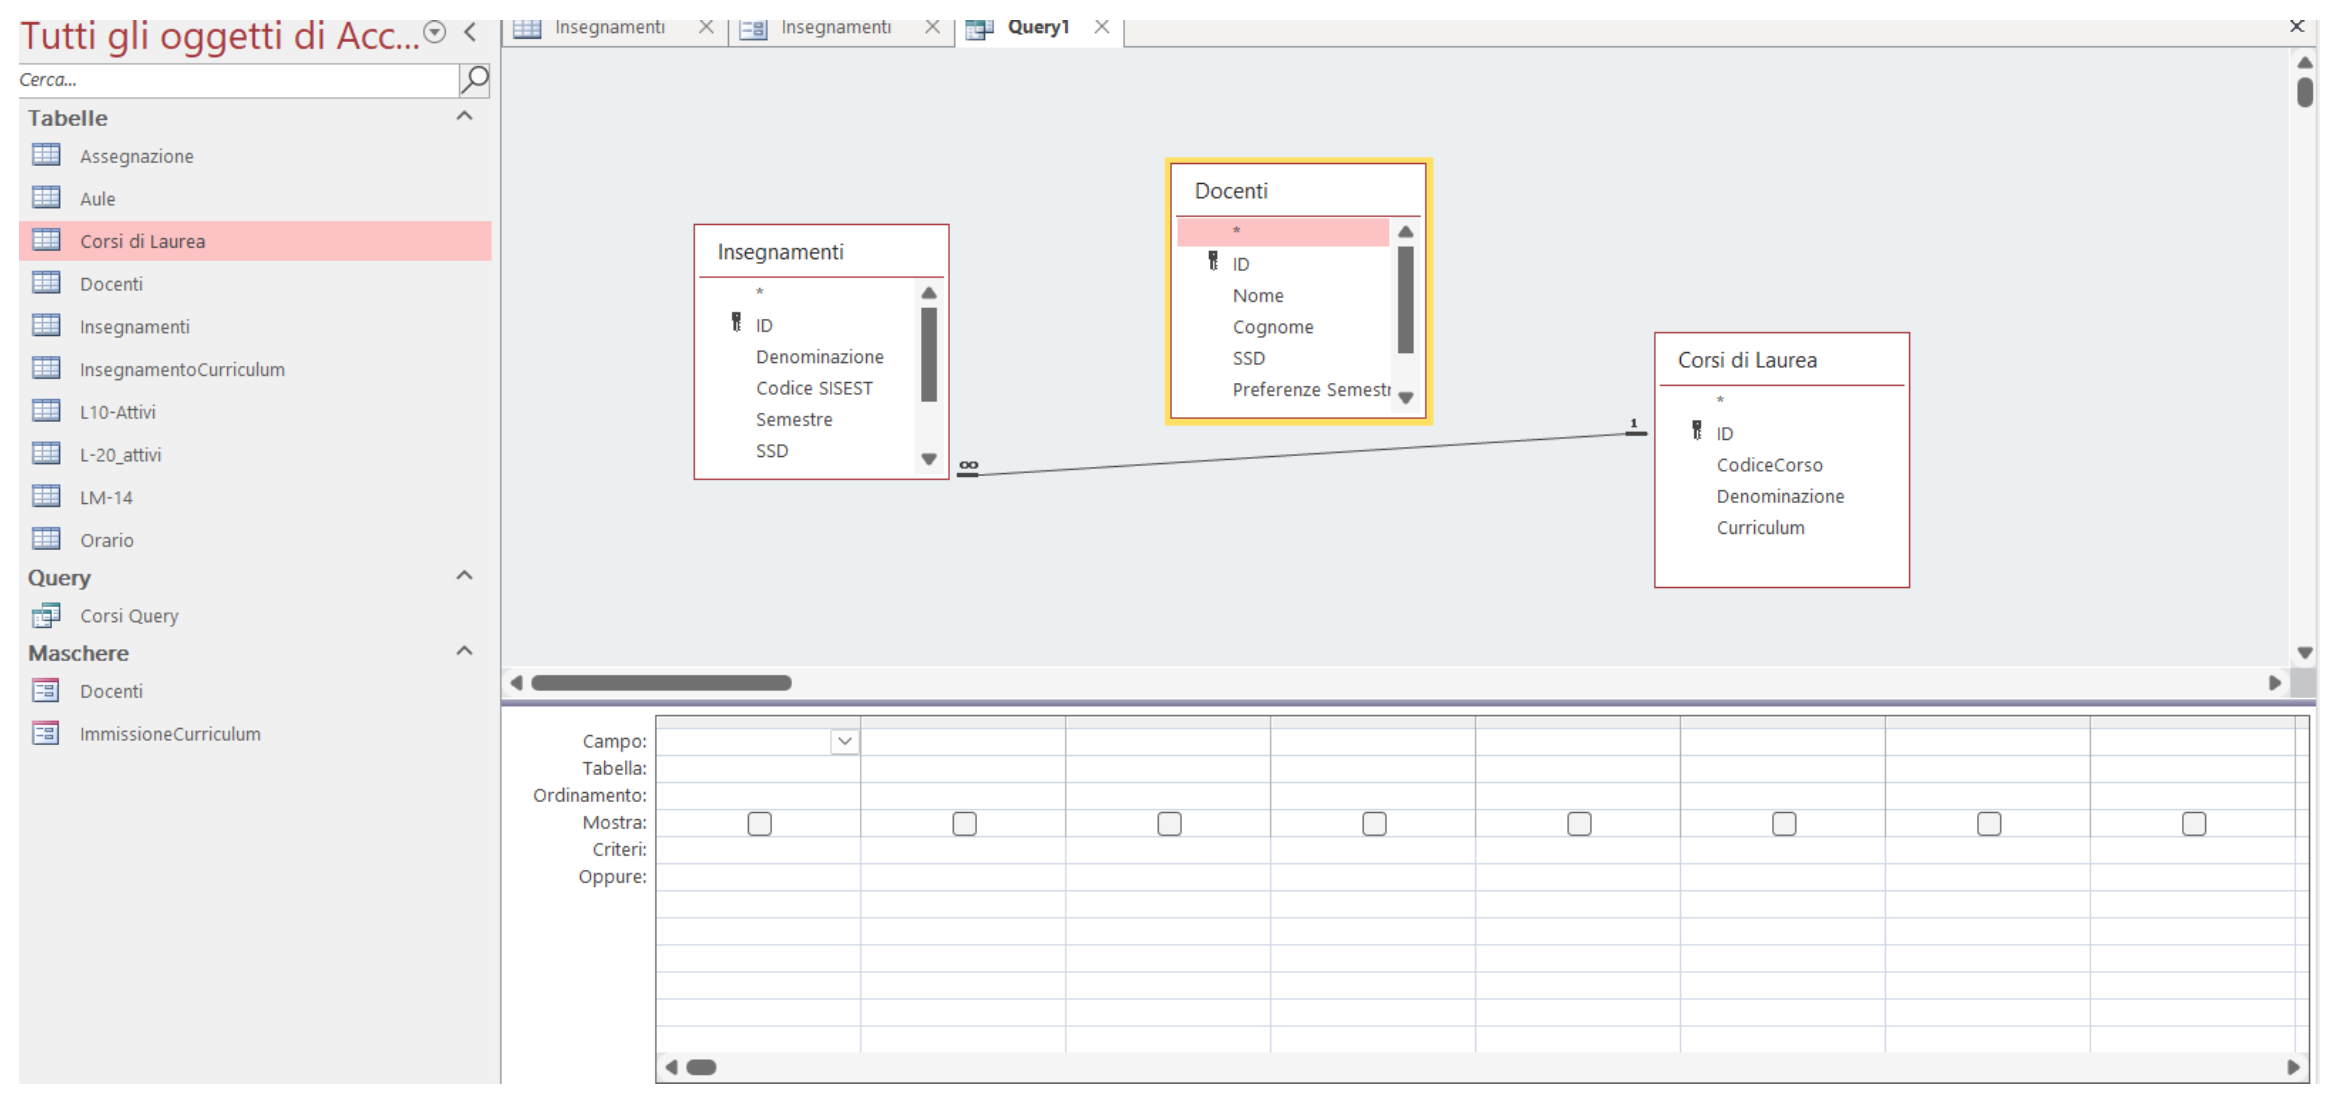 Tutti gli oggetti di Acc...
Cerca...
Tabelle
Assegnazione
Aule
Corsi di Laurea
Docenti
Insegnamenti
InsegnamentoCurriculum
L10-Attivi
L-20_attivi
LM-14
Orario
Query
Corsi Query
Maschere
Docenti
ImmissioneCurriculum
Insegnamenti
Insegnamenti
Query1
Insegnamenti
*
ID
Denominazione
Codice SISEST
Semestre
SSD
Docenti
*
ID
Nome
Cognome
SSD
Preferenze Semestr
Corsi di Laurea
*
ID
CodiceCorso
Denominazione
Curriculum
∞
1
Campo:
Tabella:
Ordinamento:
Mostra:
Criteri:
Oppure: